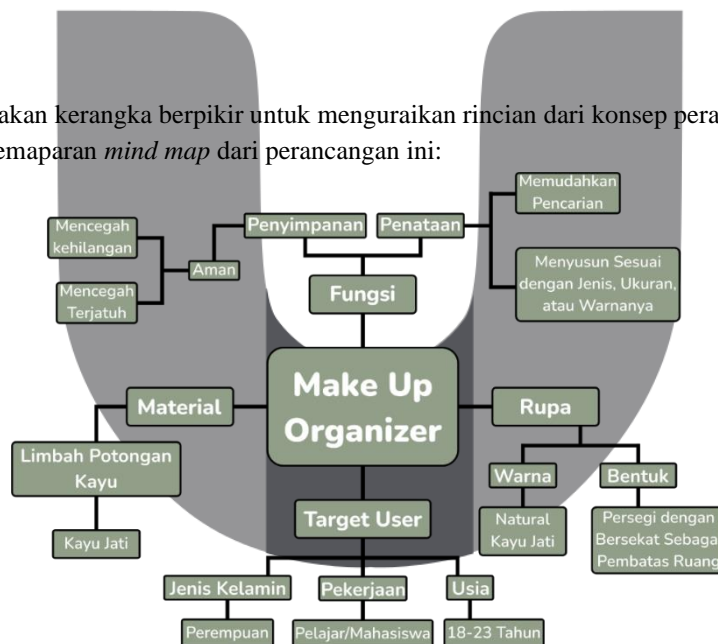 akan kerangka berpikir untuk menguraikan rincian dari konsep pera
emaparan mind map dari perancangan ini:
Memudahkan
Pencarian
Mencegah
kehilangan
Penyimpanan
Penataan
Aman
Menyusun Sesuai
dengan Jenis, Ukuran,
atau Warnanya
Mencegah
Terjatuh
Fungsi
Make Up
Organizer
Material
Rupa
Limbah Potongan
Kayu
Warna
Bentuk
Kayu Jati
Target User
Natural
Kayu Jati
Persegi dengan
Bersekat Sebaga
Pembatas Ruang
Jenis Kelamin
Pekerjaan
Usia
Perempuan
Pelajar/Mahasiswa
18-23 Tahun